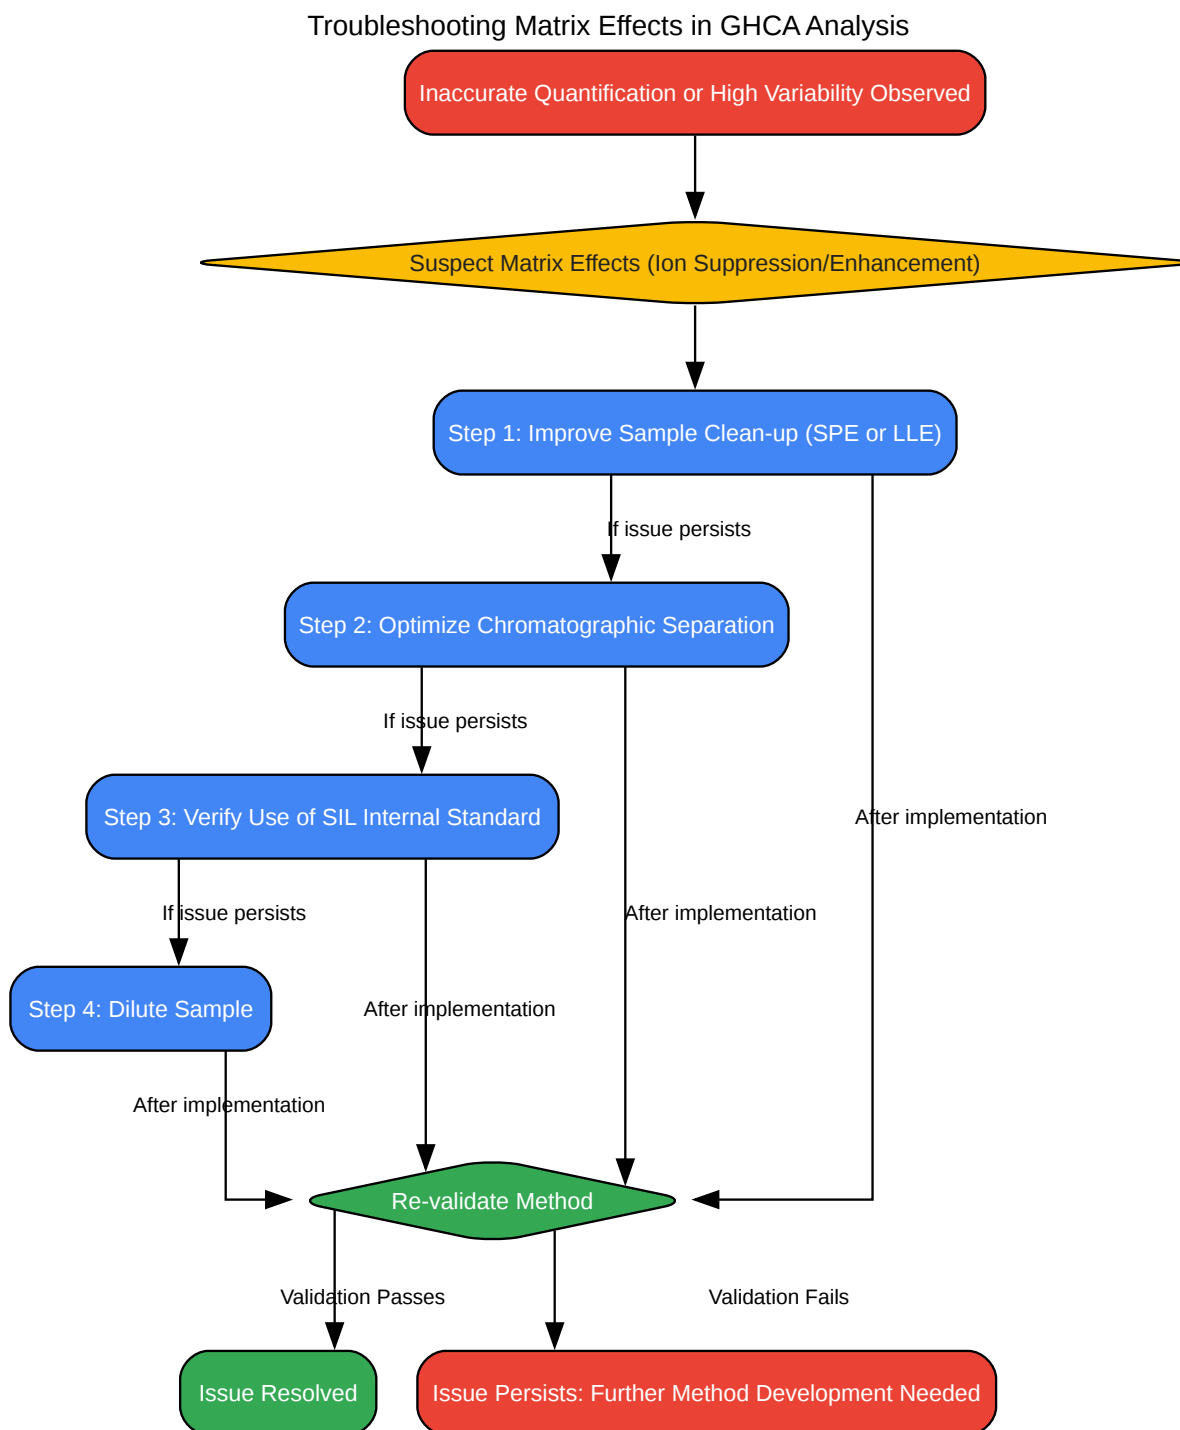 Troubleshooting Matrix Effects in GHCA Analysis
Inaccurate Quantification or High Variability Observed
Suspect Matrix Effects (Ion Suppression/Enhancement)
Step 1: Improve Sample Clean-up (SPE or LLE)
If issue persists
Step 2: Optimize Chromatographic Separation
If issue persists
Step 3: Verify Use of SIL Internal Standard
After implementation
If issue persists
After implementation
Step 4: Dilute Sample
After implementation
After implementation
Re-validate Method
Validation Passes
Validation Fails
Issue Resolved
Issue Persists: Further Method Development Needed